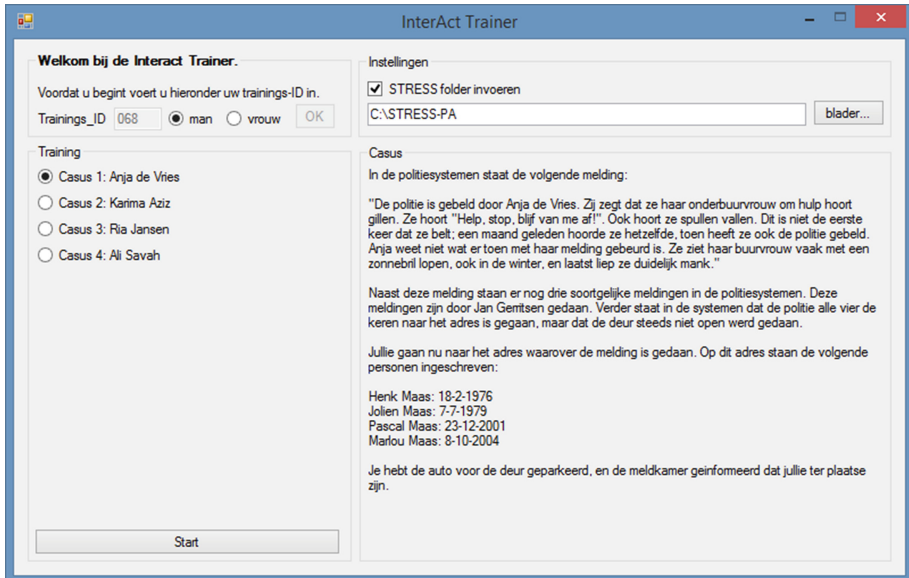 InterAct Trainer
Welkom bij de Interact Trainer.
Voordat u begint voert u hieronder uw trainings-ID in.
Trainings_ID 068 man vrouw OK
Instellingen
STRESS folder invoeren
C:\STRESS-PA blader...
Training
Casus 1: Anja de Vries
Casus 2: Karima Aziz
Casus 3: Ria Jansen
Casus 4: Ali Savah
Start
Casus
In de politiesystemen staat de volgende melding:
"De politie is gebeld door Anja de Vries. Zij zegt dat ze haar onderbuurvrouw om hulp hoort
gillen. Ze hoort "Help, stop, blijf van me af!". Ook hoort ze spullen vallen. Dit is niet de eerste
keer dat ze belt; een maand geleden hoorde ze hetzelfde, toen heeft ze ook de politie gebeld.
Anja weet niet wat er toen met haar melding gebeurd is. Ze ziet haar buurvrouw vaak met een
zonnebril lopen, ook in de winter, en laatst liep ze duidelijk mank."
Naast deze melding staan er nog drie soortgelijke meldingen in de politiesystemen. Deze
meldingen zijn door Jan Gerritsen gedaan. Verder staat in de systemen dat de politie alle vier de
keren naar het adres is gegaan, maar dat de deur steeds niet open werd gedaan.
Jullie gaan nu naar het adres waarover de melding is gedaan. Op dit adres staan de volgende
personen ingeschreven:
Henk Maas: 18-2-1976
Jolien Maas: 7-7-1979
Pascal Maas: 23-12-2001
Marlou Maas: 8-10-2004
Je hebt de auto voor de deur geparkeerd, en de meldkamer geinformeerd dat jullie ter plaatse
zijn.